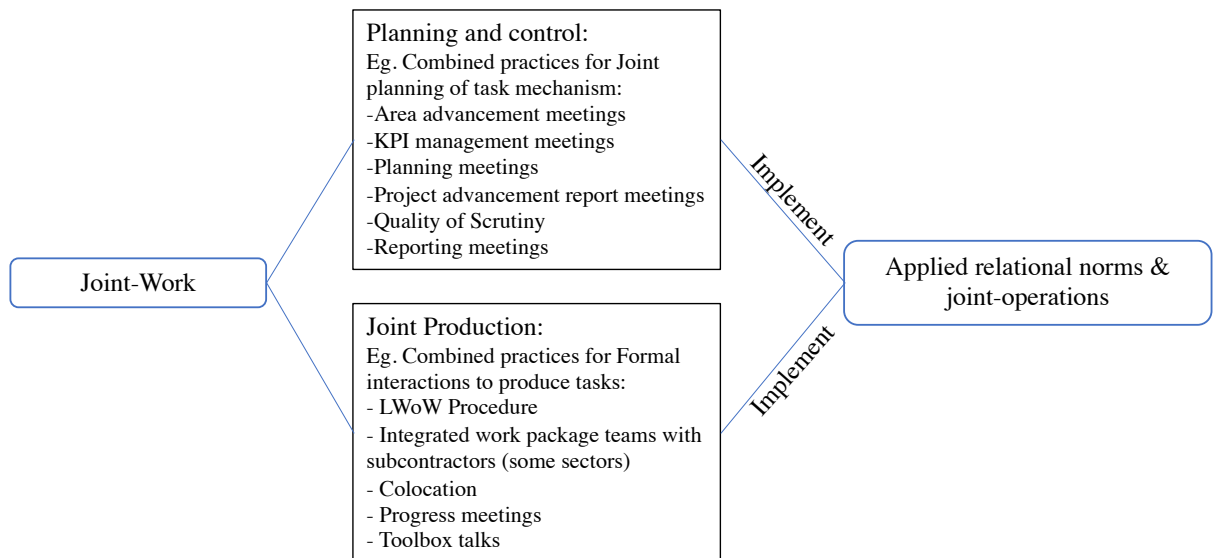 Planning and control:
Eg. Combined practices for Joint
planning of task mechanism:
-Area advancement meetings
-KPI management meetings
-Planning meetings
-Project advancement report meetings
-Quality of Scrutiny
-Reporting meetings
Implement
Joint-Work
Applied relational norms &
joint-operations
Joint Production:
Eg. Combined practices for Formal
interactions to produce tasks:
- LWoW Procedure
- Integrated work package teams with
subcontractors (some sectors)
- Colocation
- Progress meetings
- Toolbox talks
Implement